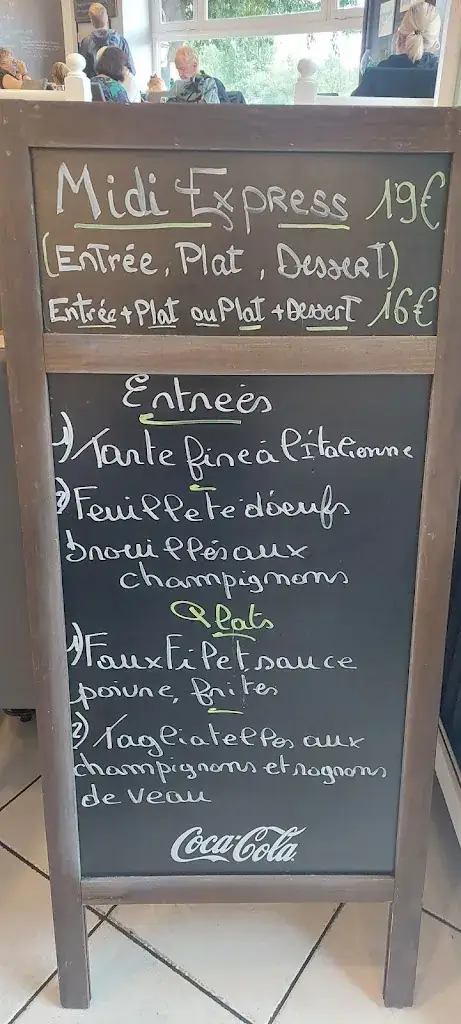 Midi Express 19€
(Entrée, Plat, Dessert)
Entrée+Plat ou Plat+Dessert 16€
Entrées
1) Tarte fine à l'Italienne
2) Feuilleté d'oeufs
brouillés aux
champignons
Plats
1) Faux Filet sauce
poivre, frites
2) Tagliatelles aux
champignons et rognons
de veau
Coca-Cola